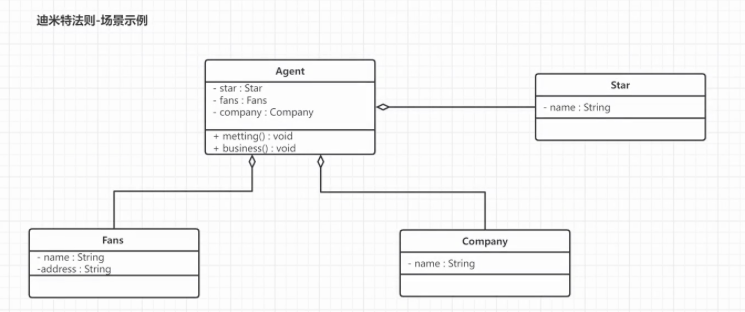 迪米特法则-场景示例
Agent
- star : Star
- fans : Fans
- company : Company
+ metting() : void
+ business() : void
Star
- name : String
Fans
- name : String
-address : String
Company
- name : String